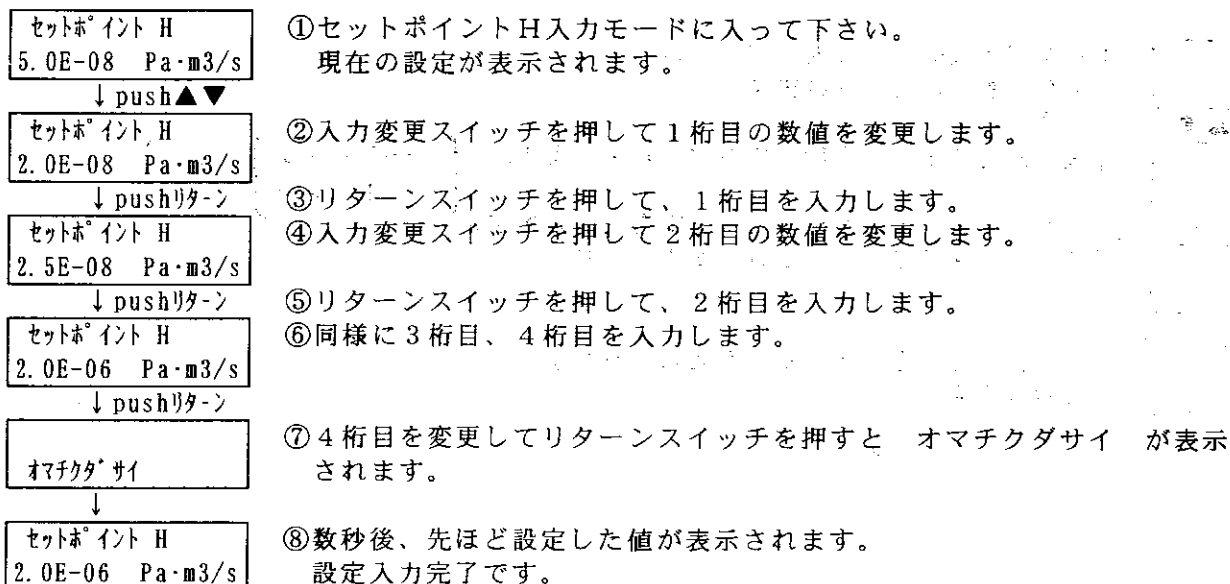 セットポイント H
5.0E-08 Pa·m3/s
①セットポイントH入力モードに入って下さい。
現在の設定が表示されます。
↓ push▲▼
セットポイント H
2.0E-08 Pa·m3/s
②入力変更スイッチを押して1桁目の数値を変更します。
↓ pushリターン
③リターンスイッチを押して、1桁目を入力します。
セットポイント H
2.5E-08 Pa·m3/s
④入力変更スイッチを押して2桁目の数値を変更します。
↓ pushリターン
⑤リターンスイッチを押して、2桁目を入力します。
セットポイント H
2.0E-06 Pa·m3/s
⑥同様に3桁目、4桁目を入力します。
↓ pushリターン
オマチクダサイ
⑦4桁目を変更してリターンスイッチを押すと オマチクダサイ が表示
されます。
↓
セットポイント H
2.0E-06 Pa·m3/s
⑧数秒後、先ほど設定した値が表示されます。
設定入力完了です。